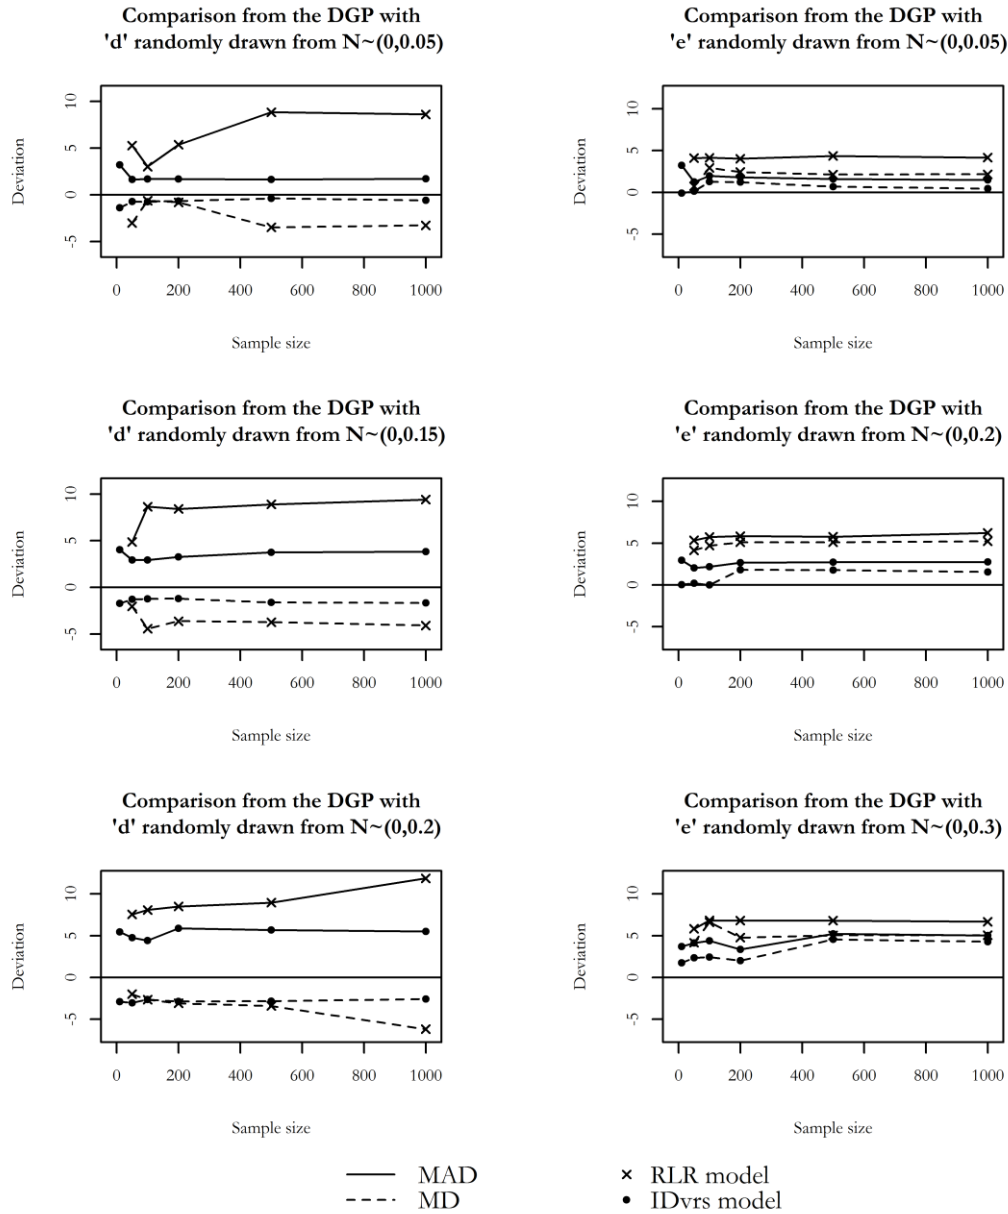 Comparison from the DGP with
'd' randomly drawn from N~(0,0.05)
Deviation
10
5
0
-5
0 200 400 600 800 1000
Sample size
Comparison from the DGP with
'e' randomly drawn from N~(0,0.05)
Deviation
10
5
0
-5
0 200 400 600 800 1000
Sample size
Comparison from the DGP with
'd' randomly drawn from N~(0,0.15)
Deviation
10
5
0
-5
0 200 400 600 800 1000
Sample size
Comparison from the DGP with
'e' randomly drawn from N~(0,0.2)
Deviation
10
5
0
-5
0 200 400 600 800 1000
Sample size
Comparison from the DGP with
'd' randomly drawn from N~(0,0.2)
Deviation
10
5
0
-5
0 200 400 600 800 1000
Sample size
Comparison from the DGP with
'e' randomly drawn from N~(0,0.3)
Deviation
10
5
0
-5
0 200 400 600 800 1000
Sample size
MAD
MD
RLR model
IDvrs model